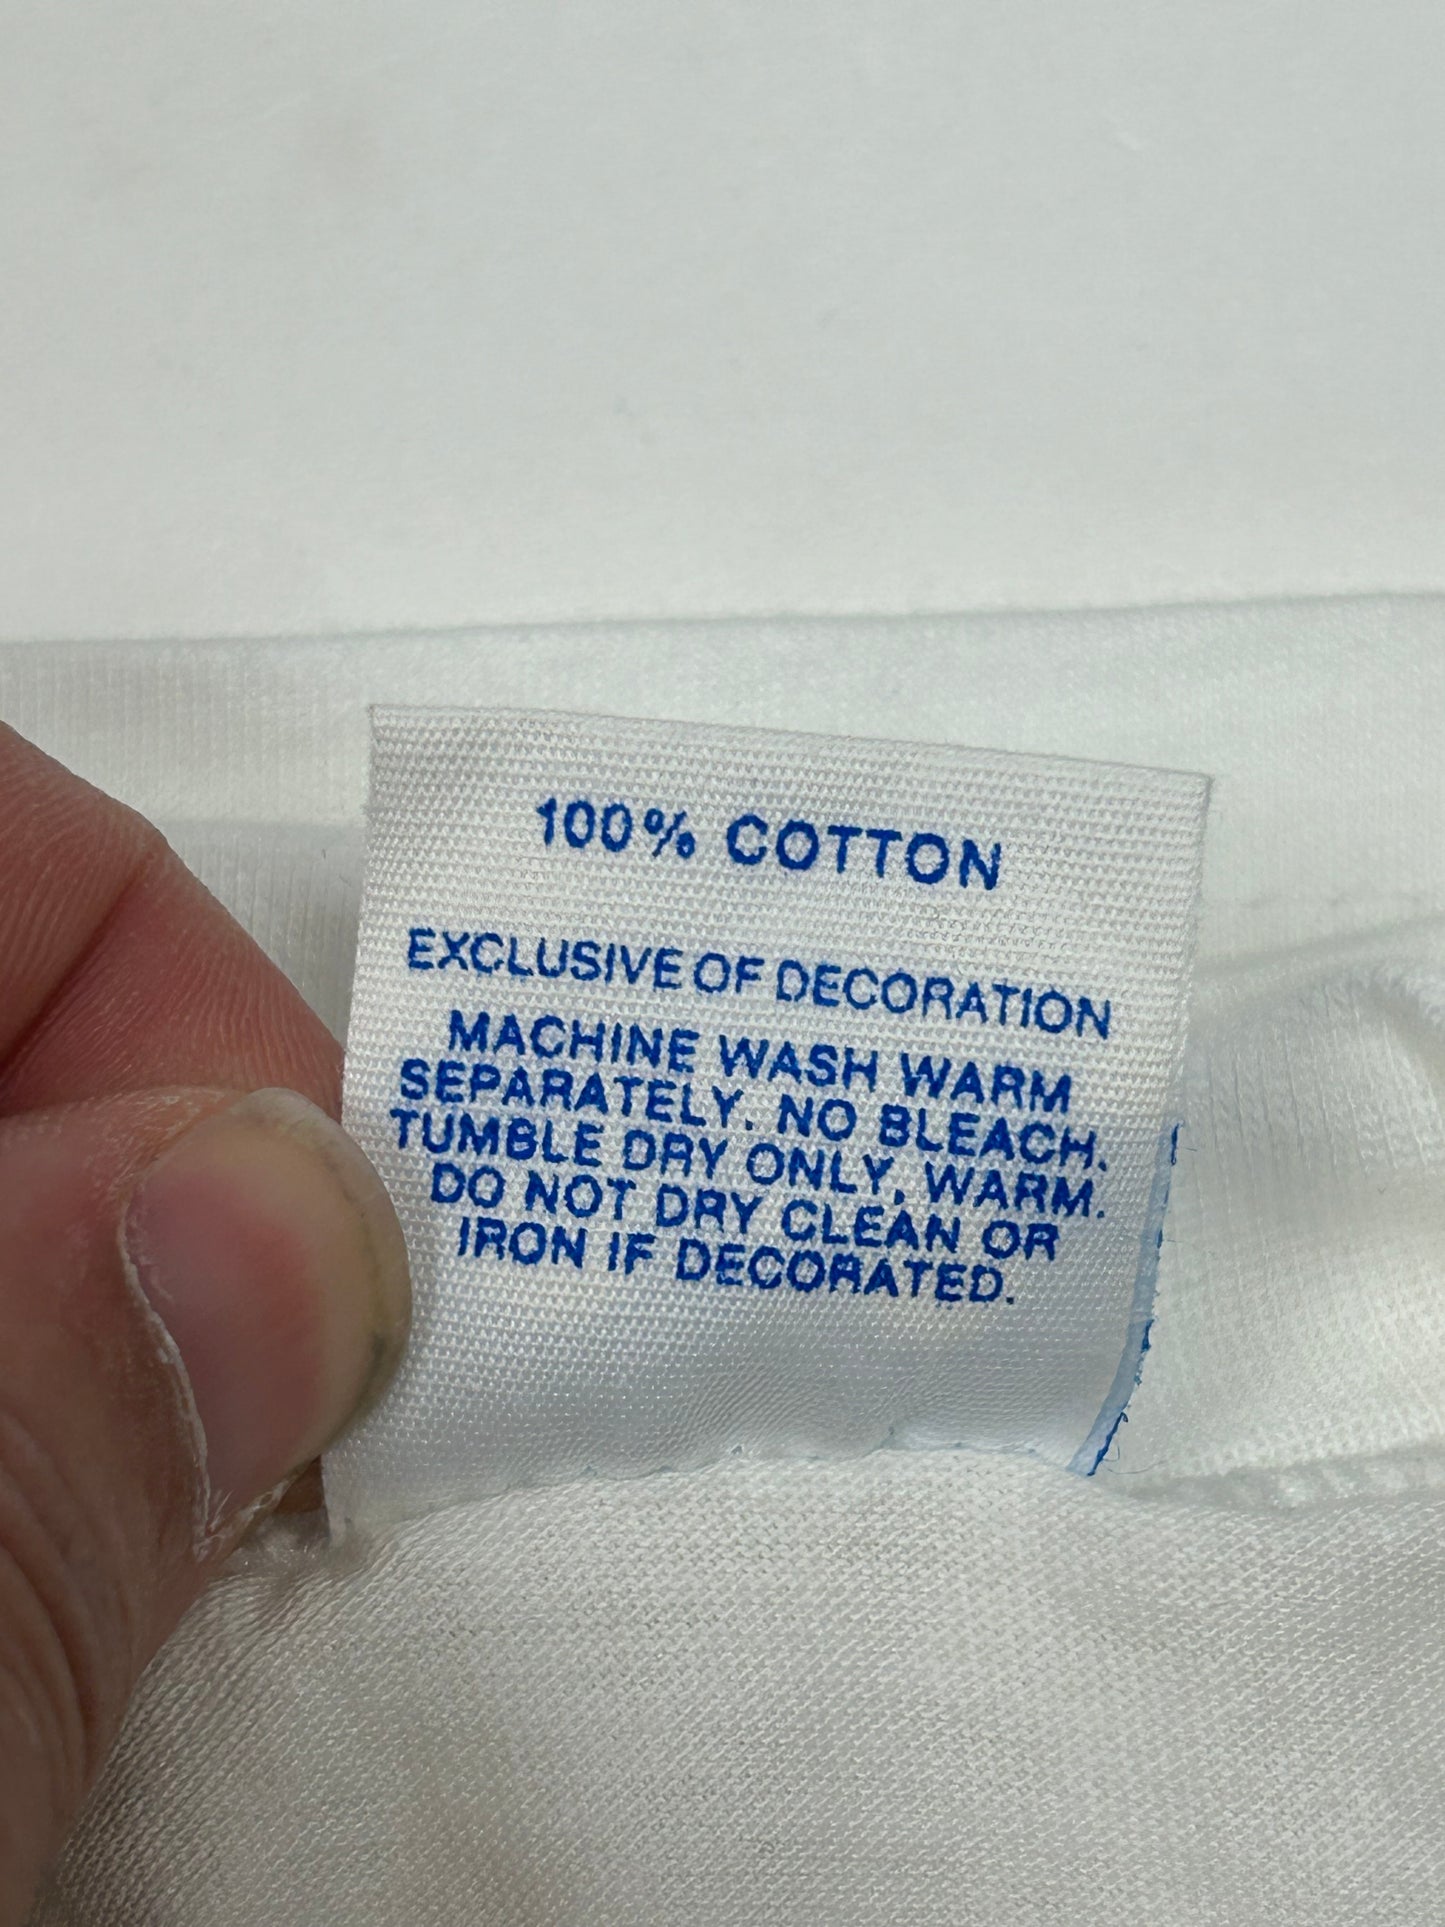 100% COTTON
EXCLUSIVE OF DECORATION
MACHINE WASH WARM
SEPARATELY. NO BLEACH.
TUMBLE DRY ONLY, WARM.
DO NOT DRY CLEAN OR
IRON IF DECORATED.